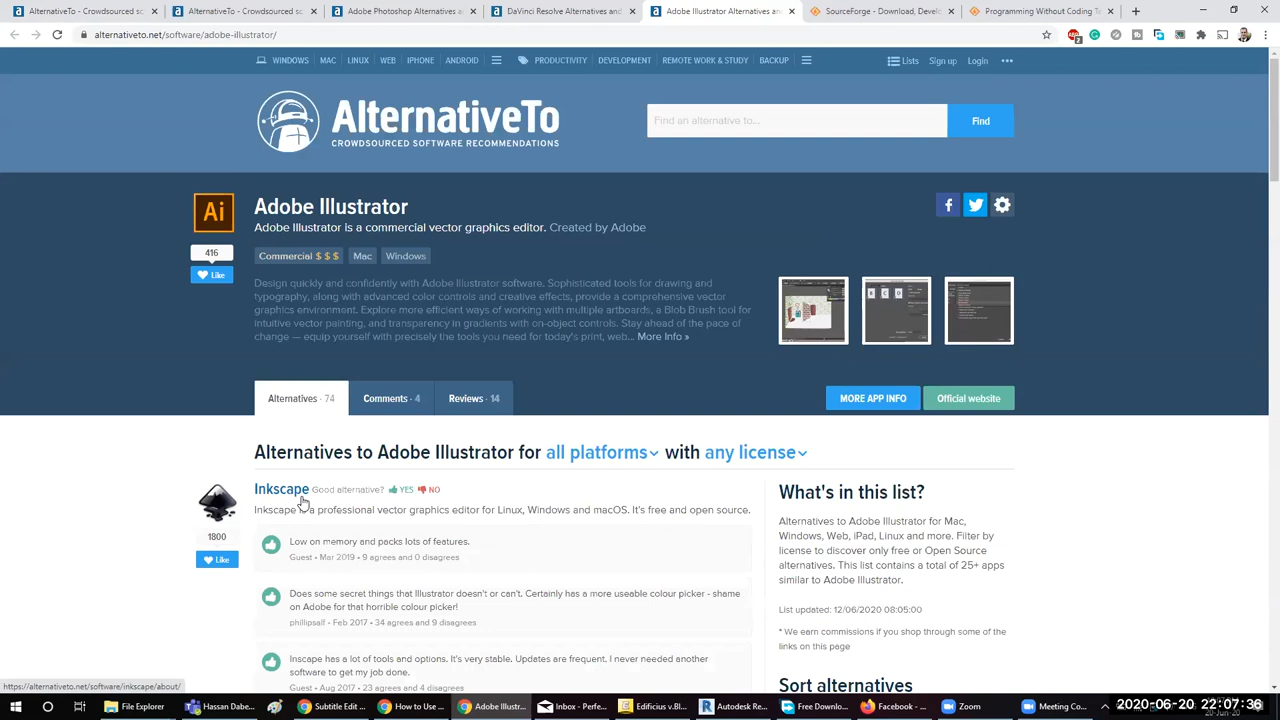 AlternativeTo - Crowdsourced so
AlternativeTo - Crowdsourced sof
Adobe Photoshop Alternatives a
DaVinci Resolve Alternatives and
Adobe Illustrator Alternatives an
SourceForge - Download, Devel
Programming Without Coding Te
alternativeto.net/software/adobe-illustrator/
WINDOWS MAC LINUX WEB IPHONE ANDROID PRODUCTIVITY DEVELOPMENT REMOTE WORK & STUDY BACKUP Lists Sign up Login
AlternativeTo
CROWDSOURCED SOFTWARE RECOMMENDATIONS
Find an alternative to...
Find
Ai
Adobe Illustrator
Adobe Illustrator is a commercial vector graphics editor. Created by Adobe
416
Like
Commercial $ $ $ Mac Windows
Design quickly and confidently with Adobe Illustrator software. Sophisticated tools for drawing and
typography, along with advanced color controls and creative effects, provide a comprehensive vector
graphics environment. Explore more efficient ways of working with multiple artboards, a Blob Brush tool for
intuitive vector painting, and transparency in gradients with on-object controls. Stay ahead of the pace of
change — equip yourself with precisely the tools you need for today's print, web... More Info »
Alternatives · 74
Comments · 4
Reviews · 14
MORE APP INFO
Official website
Alternatives to Adobe Illustrator for all platforms with any license
Inkscape Good alternative? YES NO
Inkscape is a professional vector graphics editor for Linux, Windows and macOS. It's free and open source.
1800
Like
Low on memory and packs lots of features.
Guest • Mar 2019 • 9 agrees and 0 disagrees
Does some secret things that Illustrator doesn't or can't. Certainly has a more useable colour picker - shame
on Adobe for that horrible colour picker!
phillipsalf • Feb 2017 • 34 agrees and 9 disagrees
Inscape has a lot of tools and options. It's very stable. Updates are frequent. I never needed another
software to get my job done.
Guest • Aug 2017 • 23 agrees and 4 disagrees
What's in this list?
Alternatives to Adobe Illustrator for Mac,
Windows, Web, iPad, Linux and more. Filter by
license to discover only free or Open Source
alternatives. This list contains a total of 25+ apps
similar to Adobe Illustrator.
List updated: 12/06/2020 08:05:00
* We earn commissions if you shop through some of the
links on this page
Sort alternatives
https://alternativeto.net/software/inkscape/about/
File Explorer
Hassan Dabe...
Subtitle Edit ...
How to Use ...
Adobe Illustr...
Inbox - Perfe...
Edificius v.Bl...
Autodesk Re...
Free Downlo...
Facebook - ...
Zoom
Meeting Co...
2020-06-20 22:07:36